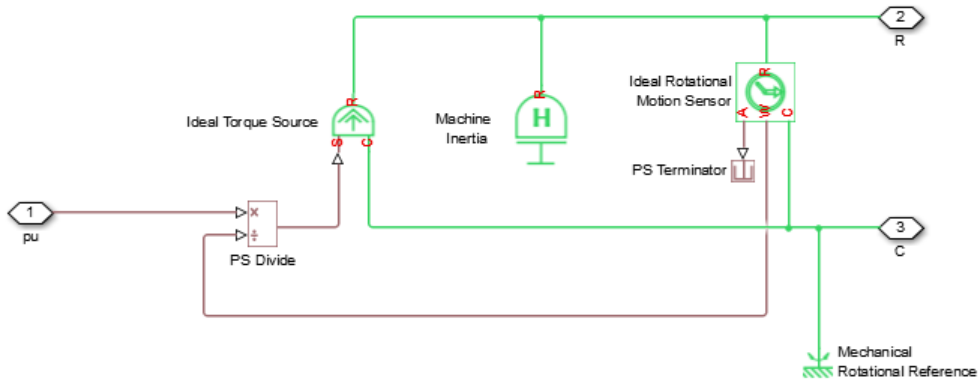 2
R
R
R
R
Ideal Rotational
Motion Sensor
Ideal Torque Source
Machine
Inertia
H
S
C
A
W
C
PS Terminator
1
pu
×
÷
PS Divide
3
C
Mechanical
Rotational Reference